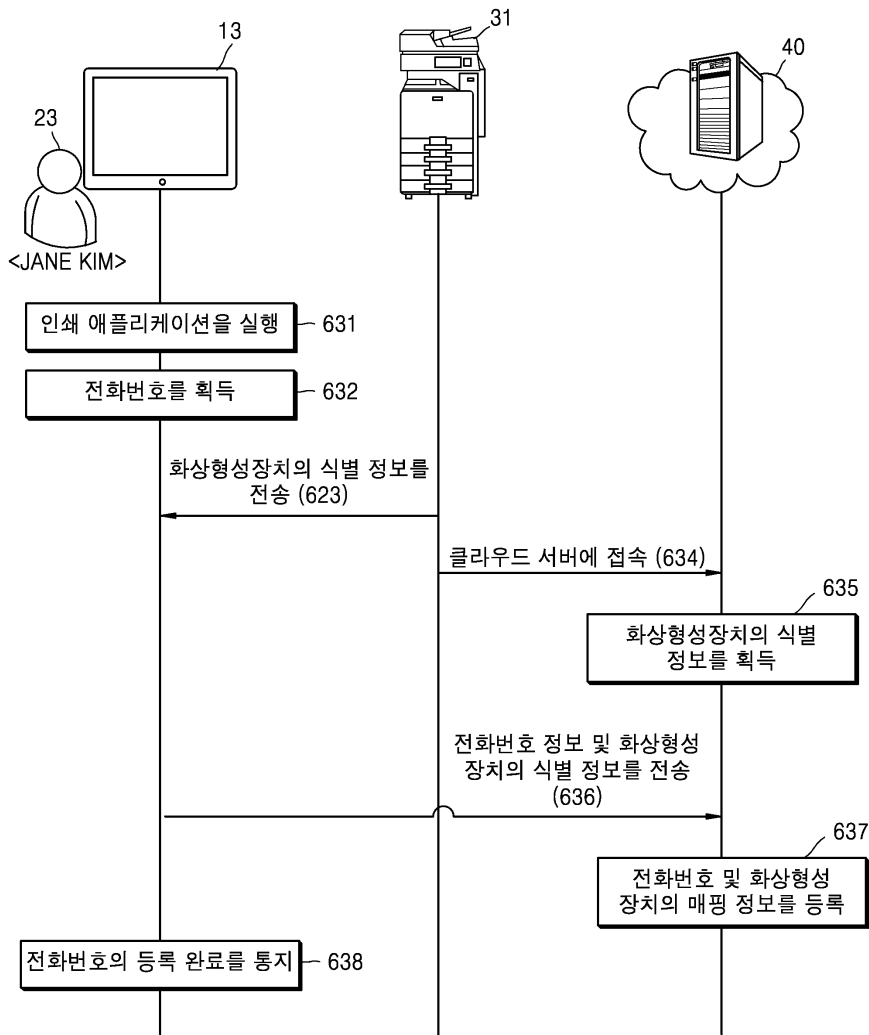 13
31
40
23
<JANE KIM>
인쇄 애플리케이션을 실행
631
전화번호를 획득
632
화상형성장치의 식별 정보를
전송 (623)
클라우드 서버에 접속 (634)
635
화상형성장치의 식별
정보를 획득
전화번호 정보 및 화상형성
장치의 식별 정보를 전송
(636)
637
전화번호 및 화상형성
장치의 매핑 정보를 등록
전화번호의 등록 완료를 통지
638